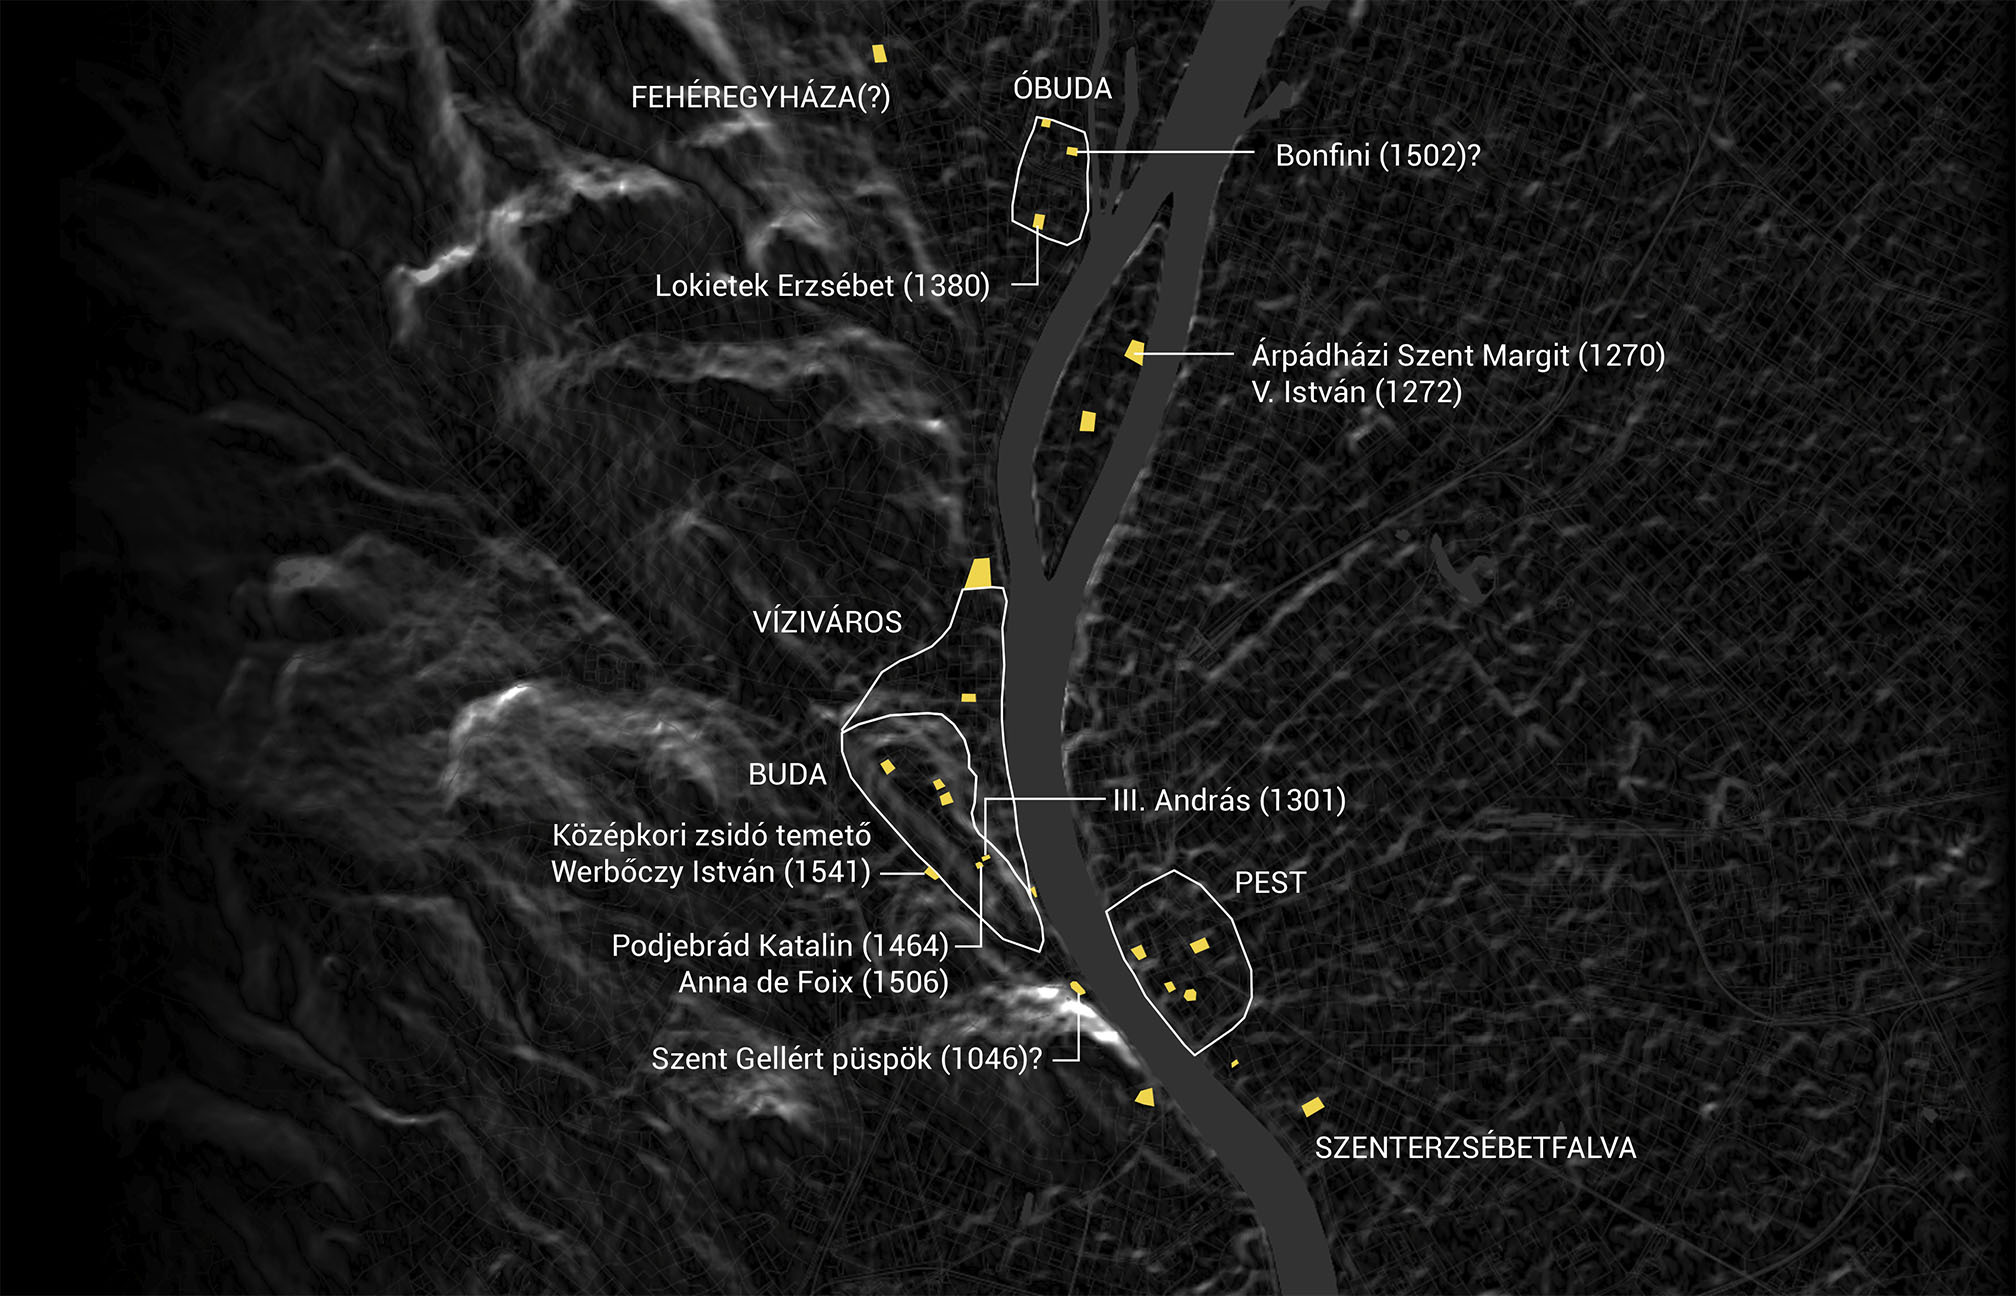 FEHÉREGYHÁZA(?)
ÓBUDA
Bonfini (1502)?
Lokietek Erzsébet (1380)
Árpádházi Szent Margit (1270)
V. István (1272)
VÍZIVÁROS
BUDA
III. András (1301)
Középkori zsidó temető
Werbőczy István (1541)
PEST
Podjebrád Katalin (1464)
Anna de Foix (1506)
Szent Gellért püspök (1046)?
SZENTERZSÉBETFALVA